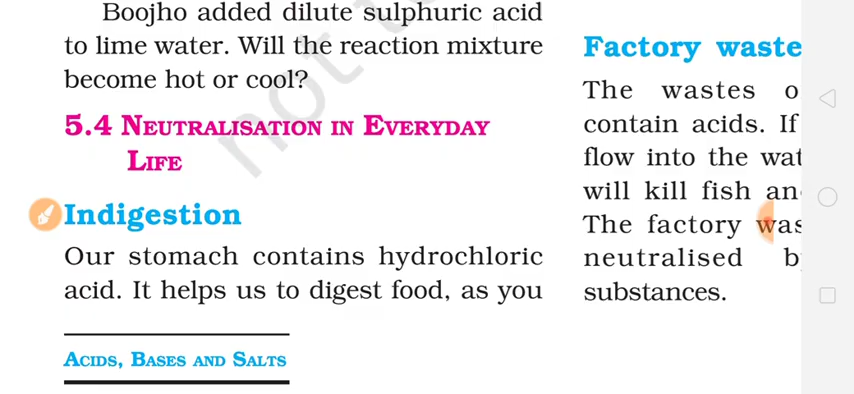 Boojho added dilute sulphuric acid
to lime water. Will the reaction mixture
become hot or cool?
5.4 NEUTRALISATION IN EVERYDAY
LIFE
Indigestion
Our stomach contains hydrochloric
acid. It helps us to digest food, as you
ACIDS, BASES AND SALTS
Factory waste
The wastes o
contain acids. If
flow into the wat
will kill fish an
The factory was
neutralised b
substances.
not t